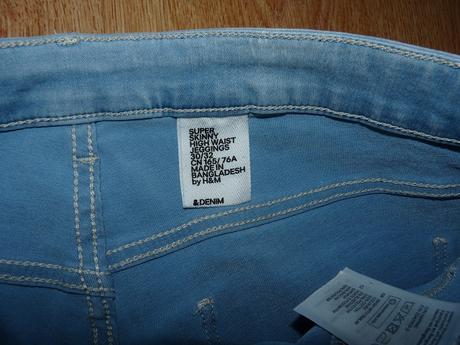 SUPER
SKINNY
HIGH WAIST
JEGGINGS
30/32
CN 165/76A
MADE IN
BANGLADESH
by H&M
&DENIM